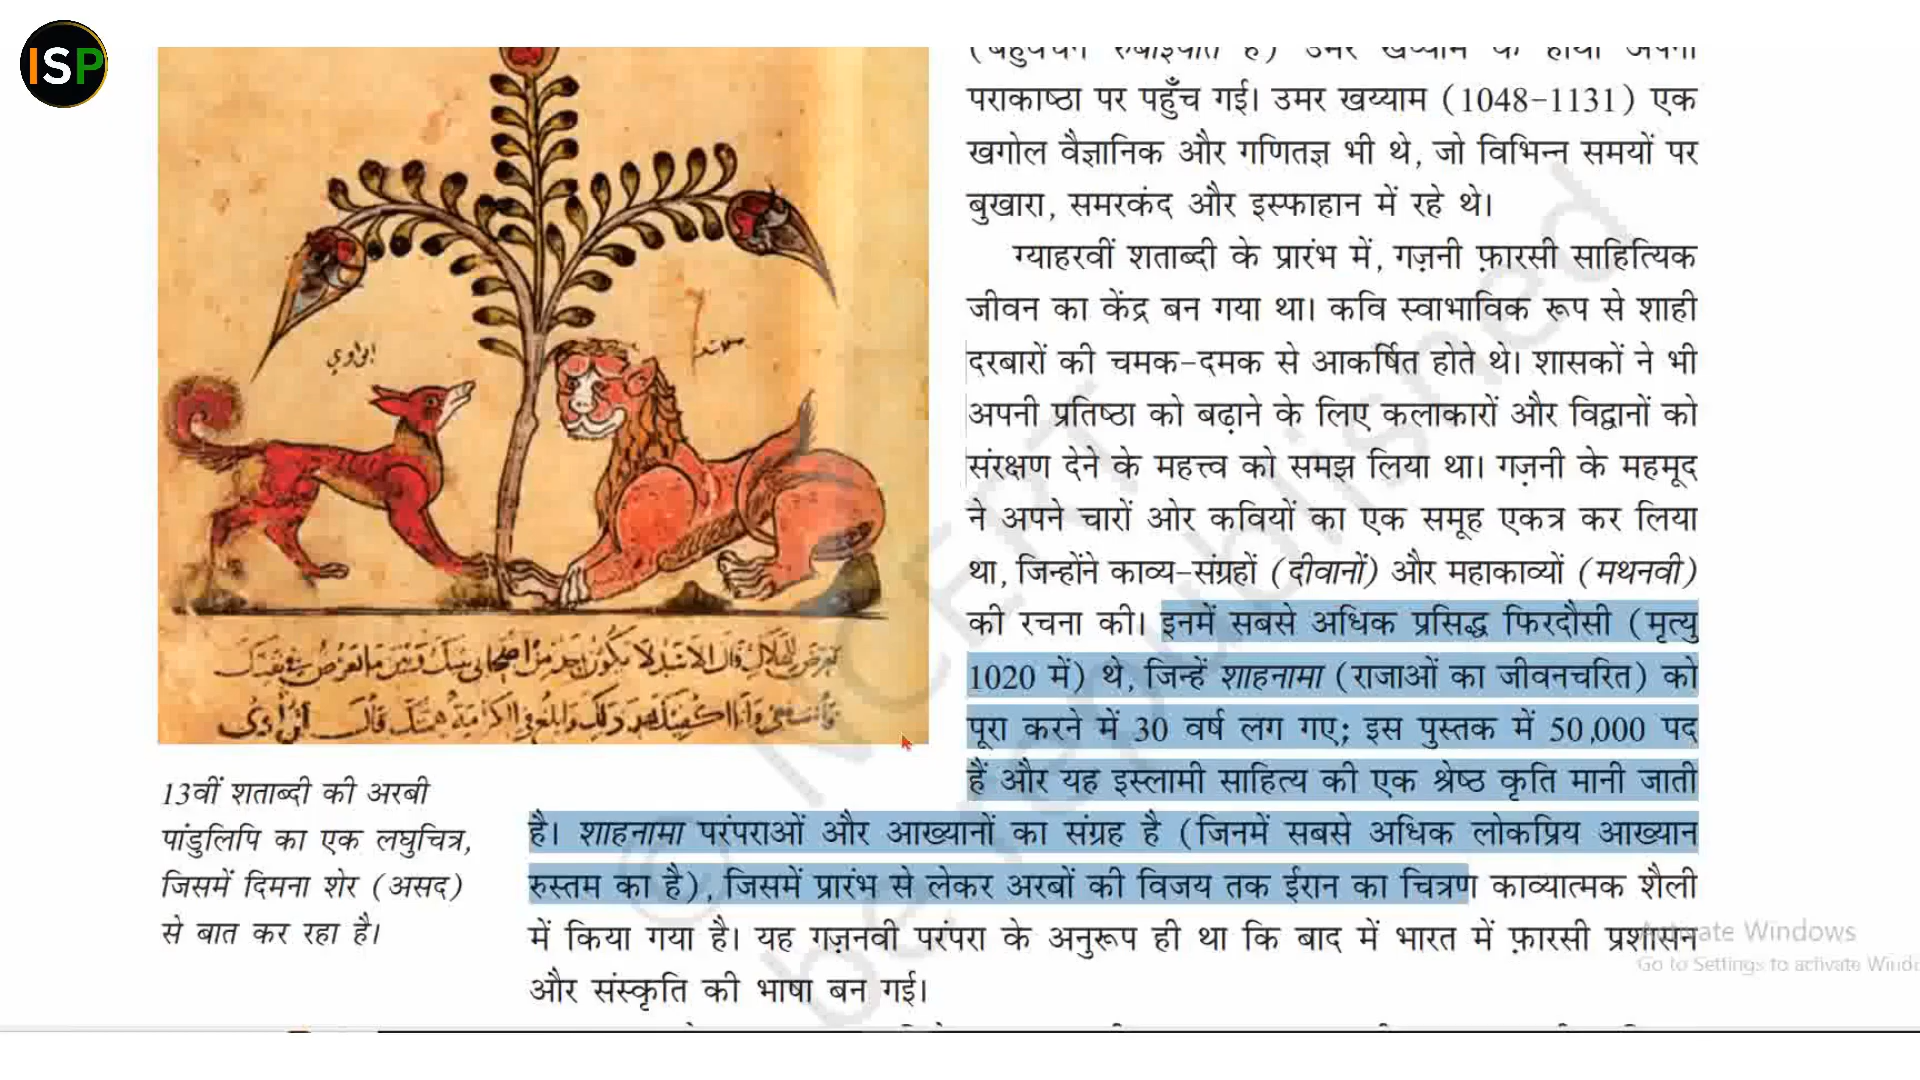 ISP
पराकाष्ठा पर पहुँच गई। उमर खय्याम (1048-1131) एक
खगोल वैज्ञानिक और गणितज्ञ भी थे, जो विभिन्न समयों पर
बुखारा, समरकंद और इस्फाहान में रहे थे।
ग्याहरवीं शताब्दी के प्रारंभ में, गज़नी फ़ारसी साहित्यिक
जीवन का केंद्र बन गया था। कवि स्वाभाविक रूप से शाही
दरबारों की चमक-दमक से आकर्षित होते थे। शासकों ने भी
अपनी प्रतिष्ठा को बढ़ाने के लिए कलाकारों और विद्वानों को
संरक्षण देने के महत्त्व को समझ लिया था। गज़नी के महमूद
ने अपने चारों ओर कवियों का एक समूह एकत्र कर लिया
था, जिन्होंने काव्य-संग्रहों (दीवानों) और महाकाव्यों (मथनवी)
की रचना की। इनमें सबसे अधिक प्रसिद्ध फिरदौसी (मृत्यु
1020 में) थे, जिन्हें शाहनामा (राजाओं का जीवनचरित) को
पूरा करने में 30 वर्ष लग गए; इस पुस्तक में 50,000 पद
हैं और यह इस्लामी साहित्य की एक श्रेष्ठ कृति मानी जाती
है। शाहनामा परंपराओं और आख्यानों का संग्रह है (जिनमें सबसे अधिक लोकप्रिय आख्यान
रुस्तम का है), जिसमें प्रारंभ से लेकर अरबों की विजय तक ईरान का चित्रण काव्यात्मक शैली
में किया गया है। यह गज़नवी परंपरा के अनुरूप ही था कि बाद में भारत में फ़ारसी प्रशासन
और संस्कृति की भाषा बन गई।
13वीं शताब्दी की अरबी
पांडुलिपि का एक लघुचित्र,
जिसमें दिमना शेर (असद)
से बात कर रहा है।
© NCERT
be republished
Activate Windows
Go to Settings to activate